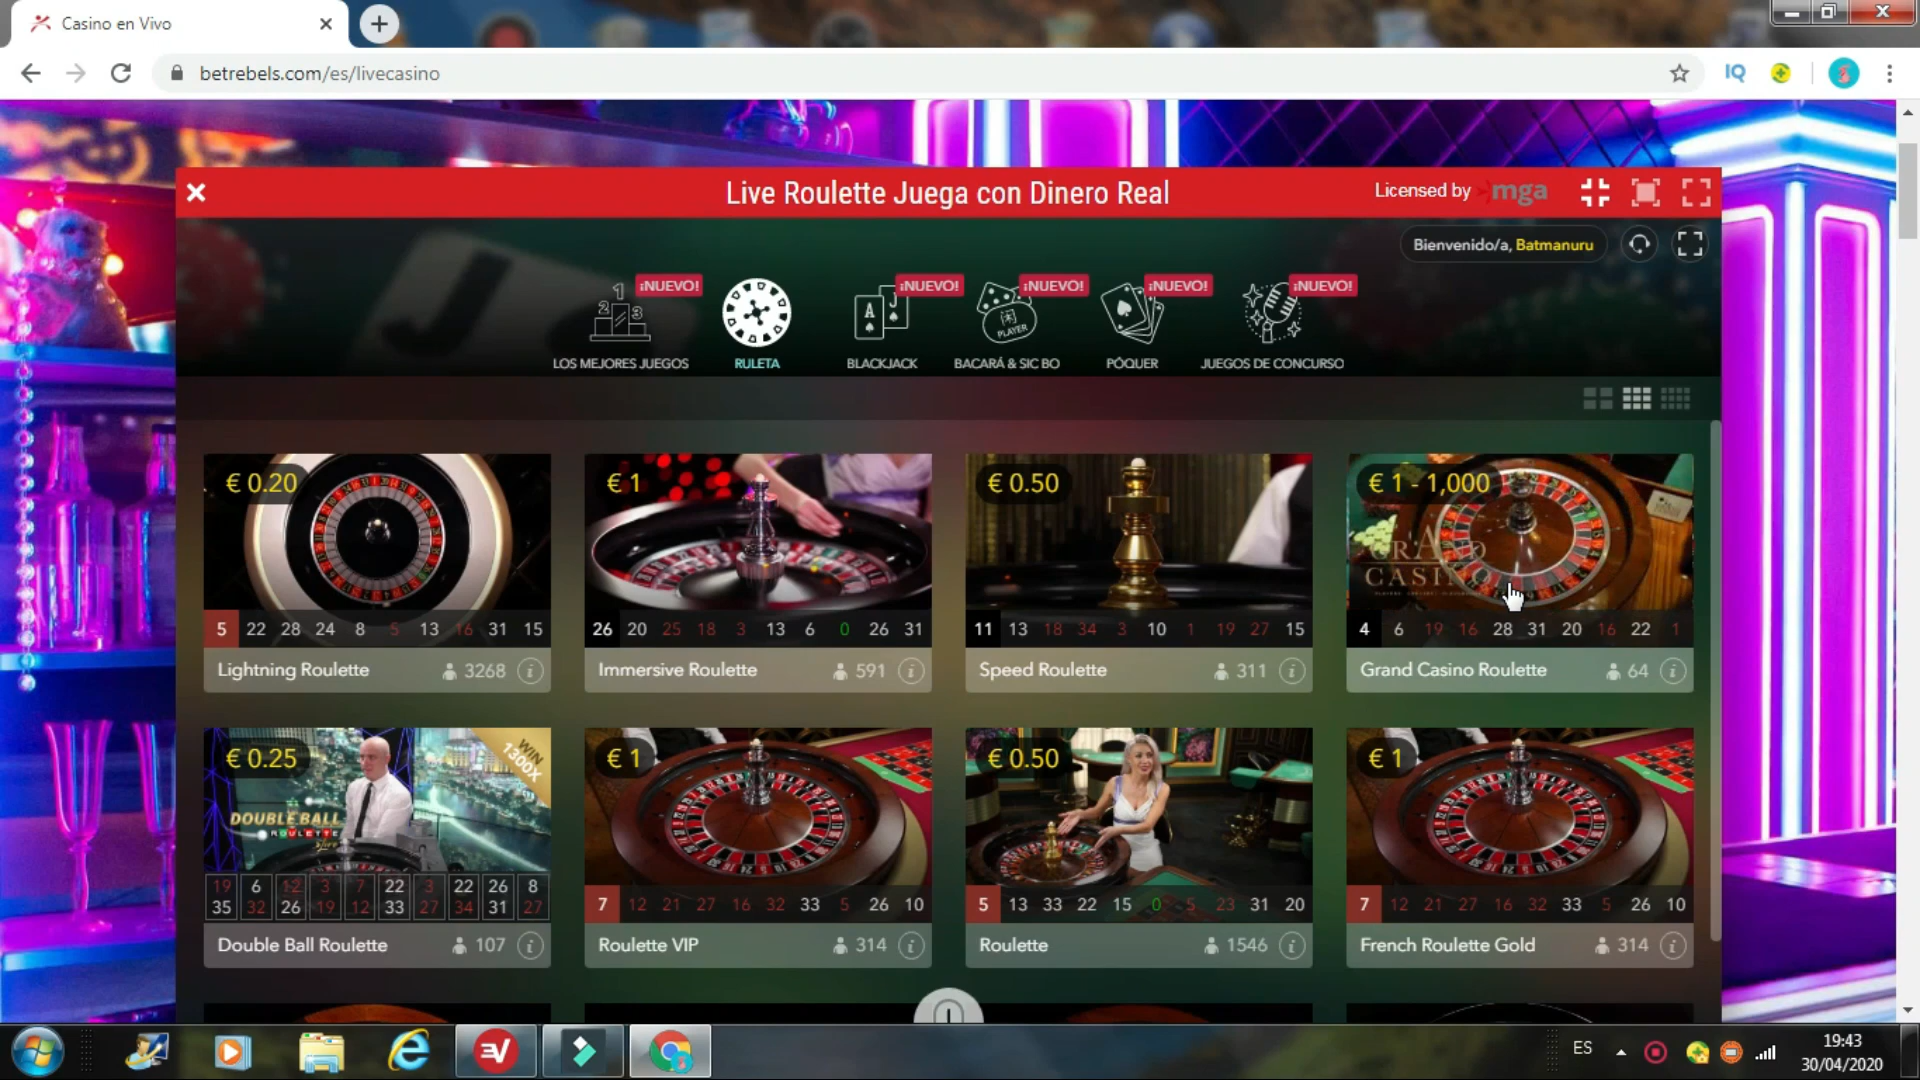 Casino en Vivo
betrebels.com/es/livecasino
IQ
Live Roulette Juega con Dinero Real
Licensed by mga
Bienvenido/a, Batmanuru
¡NUEVO! ¡NUEVO! ¡NUEVO! ¡NUEVO! ¡NUEVO!
LOS MEJORES JUEGOS RULETA BLACKJACK BACARÁ & SIC BO PÓQUER JUEGOS DE CONCURSO
1 2 3
A J
闲 PLAYER
J
€ 0.20
5 22 28 24 8 5 13 16 31 15
Lightning Roulette 3268
€ 1
26 20 25 18 3 13 6 0 26 31
Immersive Roulette 591
€ 0.50
11 13 18 34 3 10 1 19 27 15
Speed Roulette 311
€ 1 - 1,000
GRAND
CASINO
4 6 19 16 28 31 20 16 22 1
Grand Casino Roulette 64
€ 0.25
WIN
1300X
DOUBLE BALL
ROULETTE
19 6 12 3 7 22 3 22 26 8
35 32 26 19 12 33 27 34 31 27
Double Ball Roulette 107
€ 1
7 12 21 27 16 32 33 5 26 10
Roulette VIP 314
€ 0.50
5 13 33 22 15 0 5 23 31 20
Roulette 1546
€ 1
7 12 21 27 16 32 33 5 26 10
French Roulette Gold 314
ES
19:43
30/04/2020